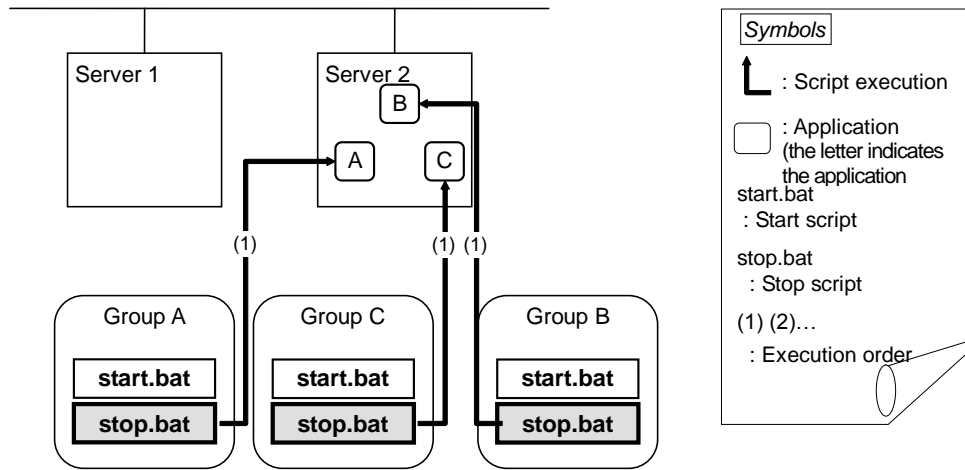 Server 1
Server 2
B
A
C
(1)
(1)
(1)
Group A
start.bat
stop.bat
Group C
start.bat
stop.bat
Group B
start.bat
stop.bat
Symbols
: Script execution
: Application
(the letter indicates
the application
start.bat
: Start script
stop.bat
: Stop script
(1) (2)…
: Execution order